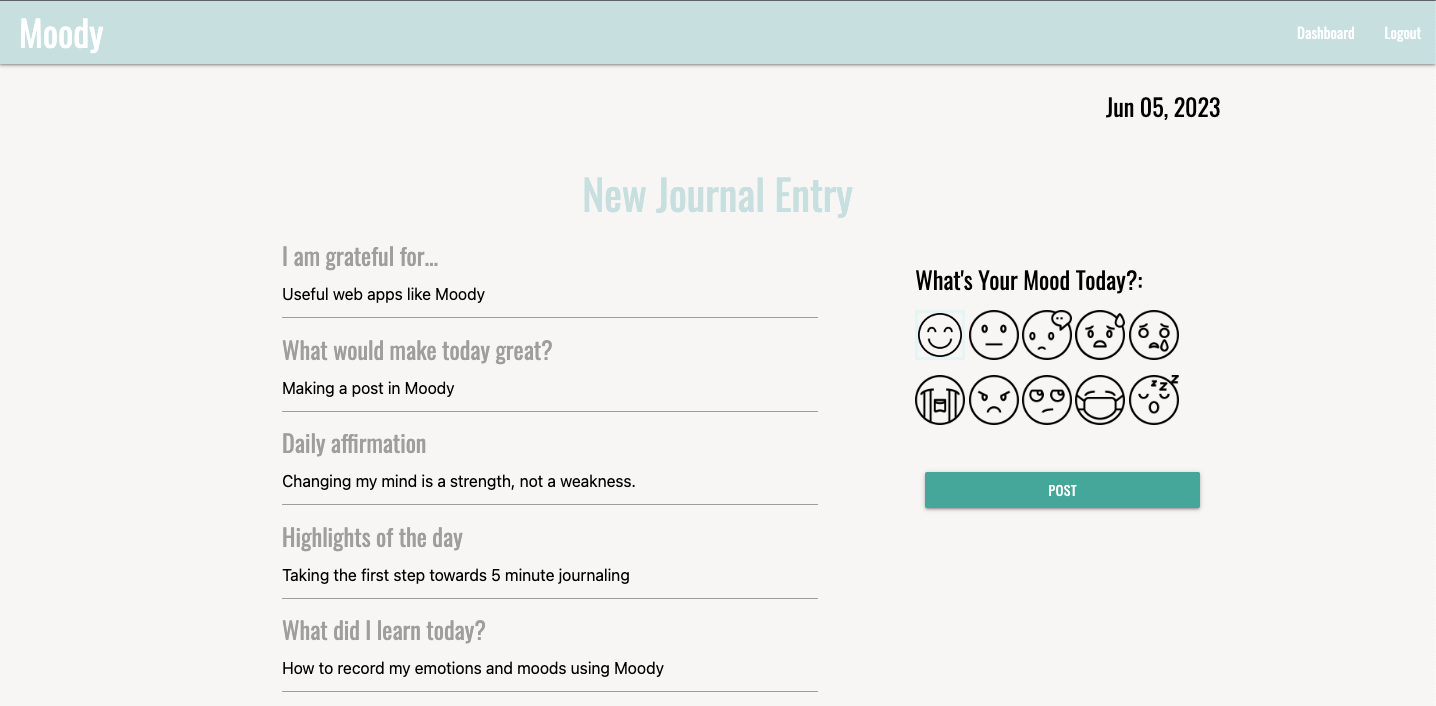 Moody
Dashboard Logout
Jun 05, 2023
New Journal Entry
I am grateful for...
Useful web apps like Moody
What would make today great?
Making a post in Moody
Daily affirmation
Changing my mind is a strength, not a weakness.
Highlights of the day
Taking the first step towards 5 minute journaling
What did I learn today?
How to record my emotions and moods using Moody
What's Your Mood Today?:
z z z
POST